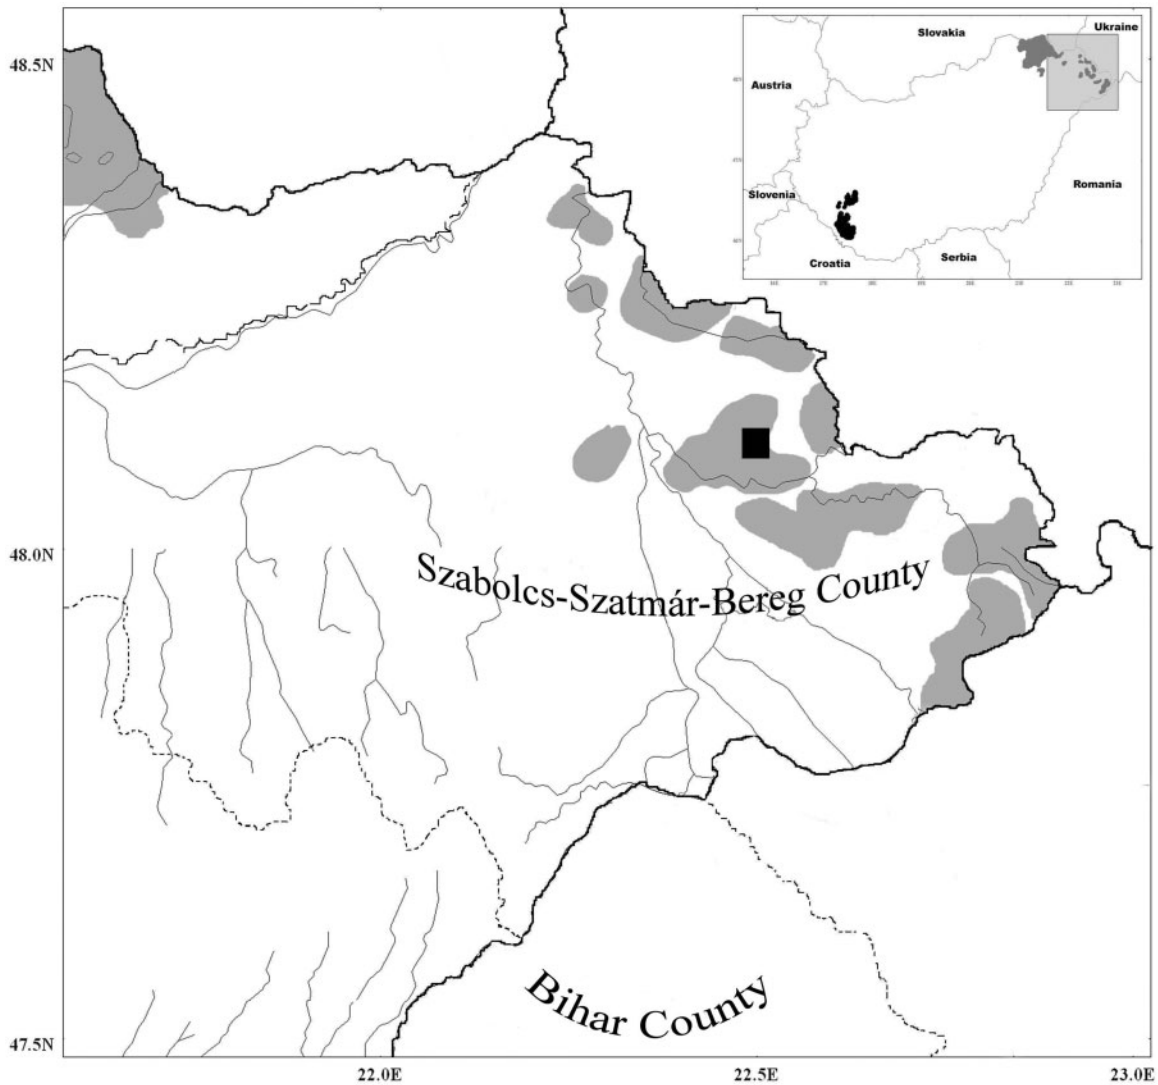 48.5N
Slovakia
Ukraine
Austria
Slovenia
Romania
Croatia
Serbia
48.0N
Szabolcs-Szatmár-Bereg County
Bihar County
47.5N
22.0E
22.5E
23.0E